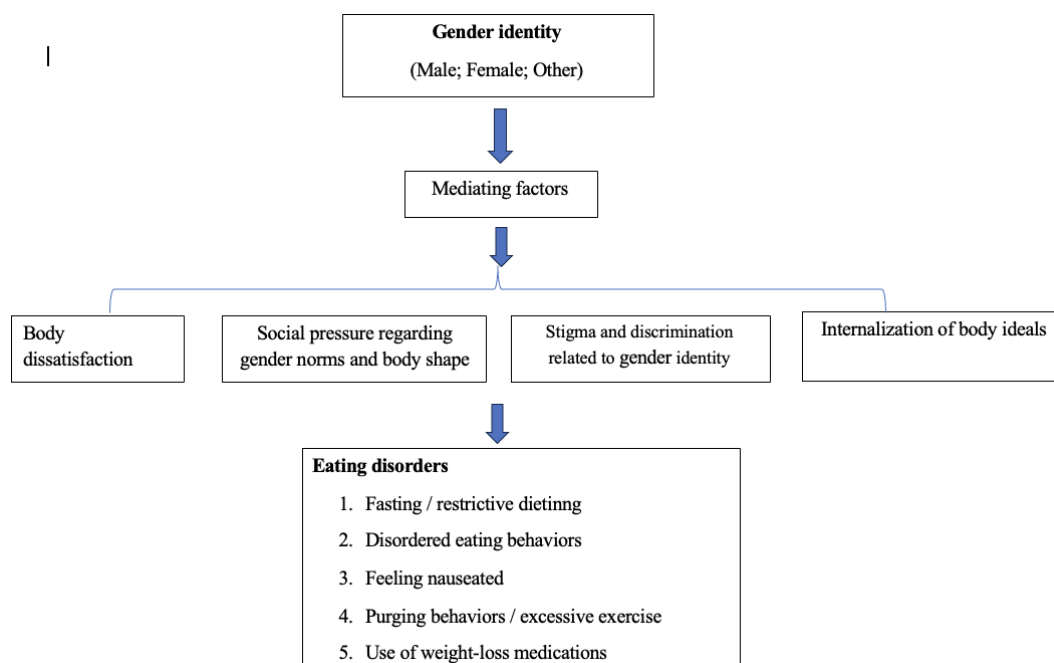 Gender identity
(Male; Female; Other)
Mediating factors
Body
dissatisfaction
Social pressure regarding
gender norms and body shape
Stigma and discrimination
related to gender identity
Internalization of body ideals
Eating disorders
1. Fasting / restrictive dietinng
2. Disordered eating behaviors
3. Feeling nauseated
4. Purging behaviors / excessive exercise
5. Use of weight-loss medications